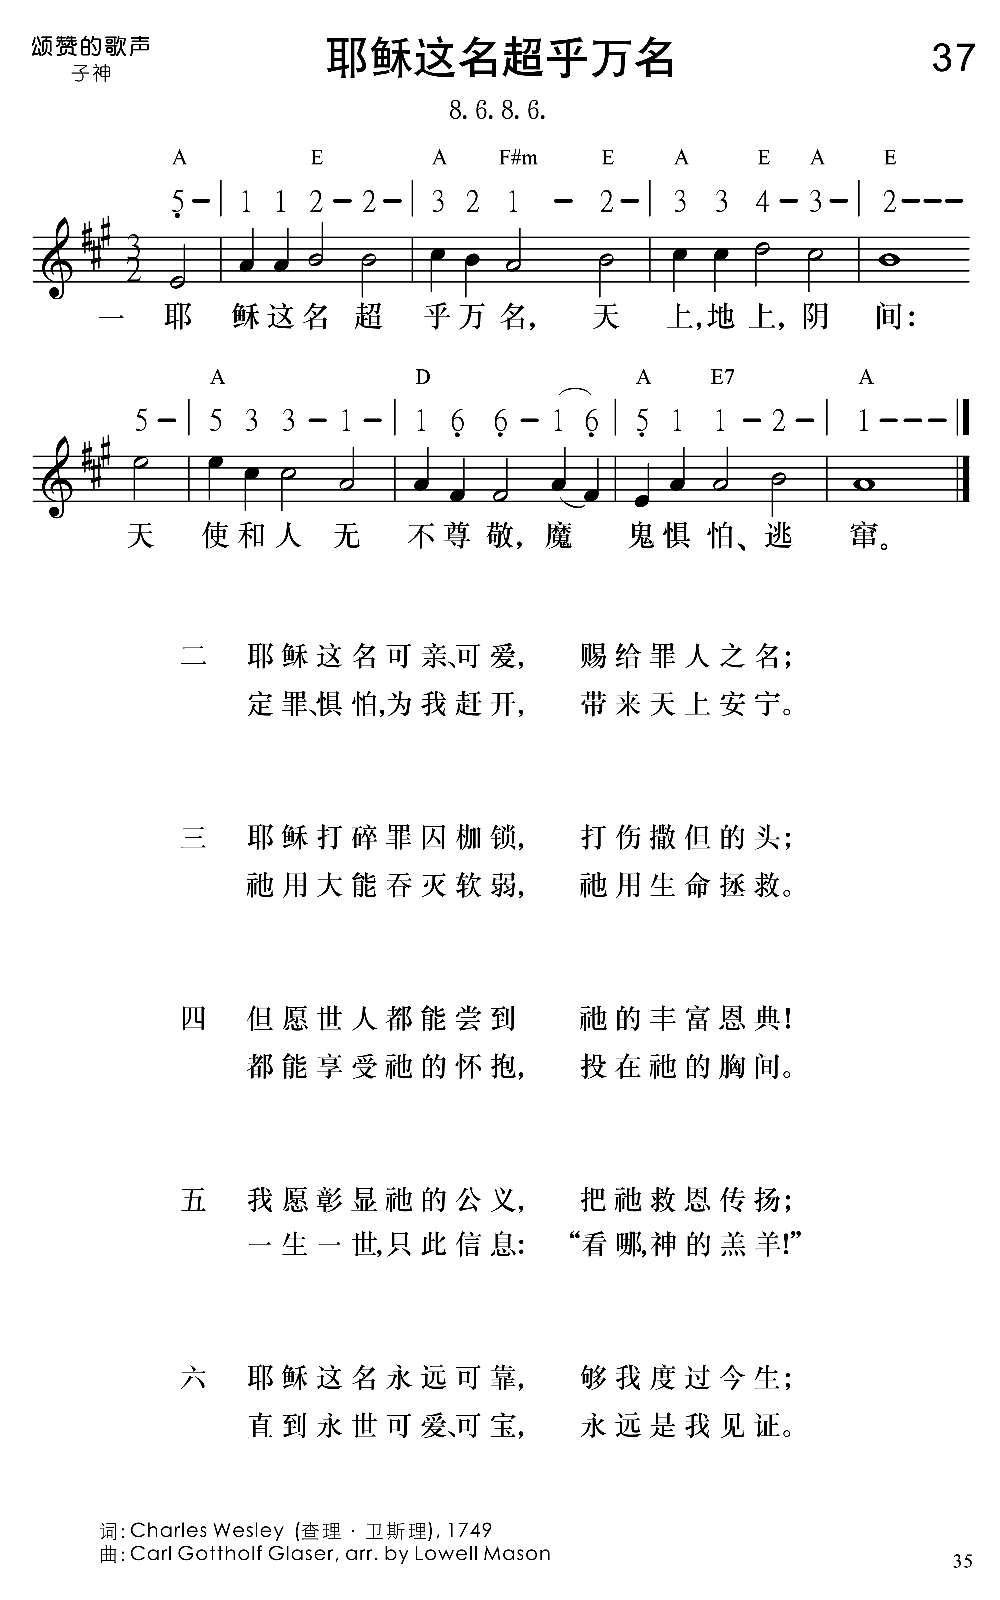 颂赞的歌声
子神
耶稣这名超乎万名
37
8.6.8.6.
A E A F#m E A E A E
5 - | 1 1 2 - 2 - | 3 2 1 - 2 - | 3 3 4 - 3 - | 2 - - -
3
2
一 耶 稣这名 超 乎万名， 天 上,地上，阴 间：
A D A E7 A
5 - | 5 3 3 - 1 - | 1 6 6 - 1 6 | 5 1 1 - 2 - | 1 - - -
天 使和人 无 不尊敬，魔 鬼惧怕、逃 窜。
二 耶稣这名可亲、可爱， 赐给罪人之名；
定罪、惧怕,为我赶开， 带来天上安宁。
三 耶稣打碎罪囚枷锁， 打伤撒但的头；
祂用大能吞灭软弱， 祂用生命拯救。
四 但愿世人都能尝到 祂的丰富恩典！
都能享受祂的怀抱， 投在祂的胸间。
五 我愿彰显祂的公义， 把祂救恩传扬；
一生一世,只此信息： “看哪,神的羔羊!”
六 耶稣这名永远可靠， 够我度过今生；
直到永世可爱、可宝， 永远是我见证。
词: Charles Wesley (查理·卫斯理), 1749
曲: Carl Gottholf Glaser, arr. by Lowell Mason
35